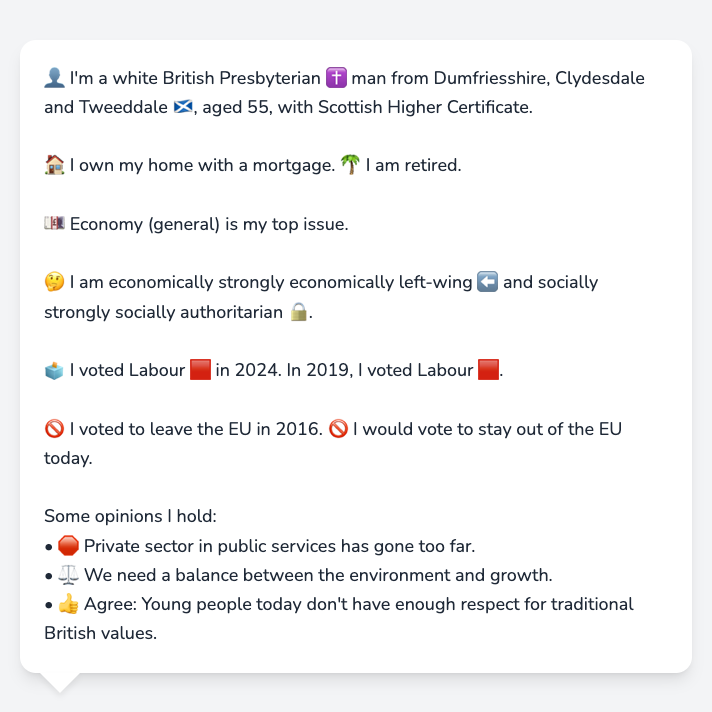 👤 I'm a white British Presbyterian ✝️ man from Dumfriesshire, Clydesdale
and Tweeddale 🏴󠁧󠁢󠁳󠁣󠁴󠁿, aged 55, with Scottish Higher Certificate.
🏠 I own my home with a mortgage. 🌴 I am retired.
💷 Economy (general) is my top issue.
🤔 I am economically strongly economically left-wing ⬅️ and socially
strongly socially authoritarian 🔒.
🗳️ I voted Labour 🟥 in 2024. In 2019, I voted Labour 🟥.
🚫 I voted to leave the EU in 2016. 🚫 I would vote to stay out of the EU
today.
Some opinions I hold:
• 🛑 Private sector in public services has gone too far.
• ⚖️ We need a balance between the environment and growth.
• 👍 Agree: Young people today don't have enough respect for traditional
British values.